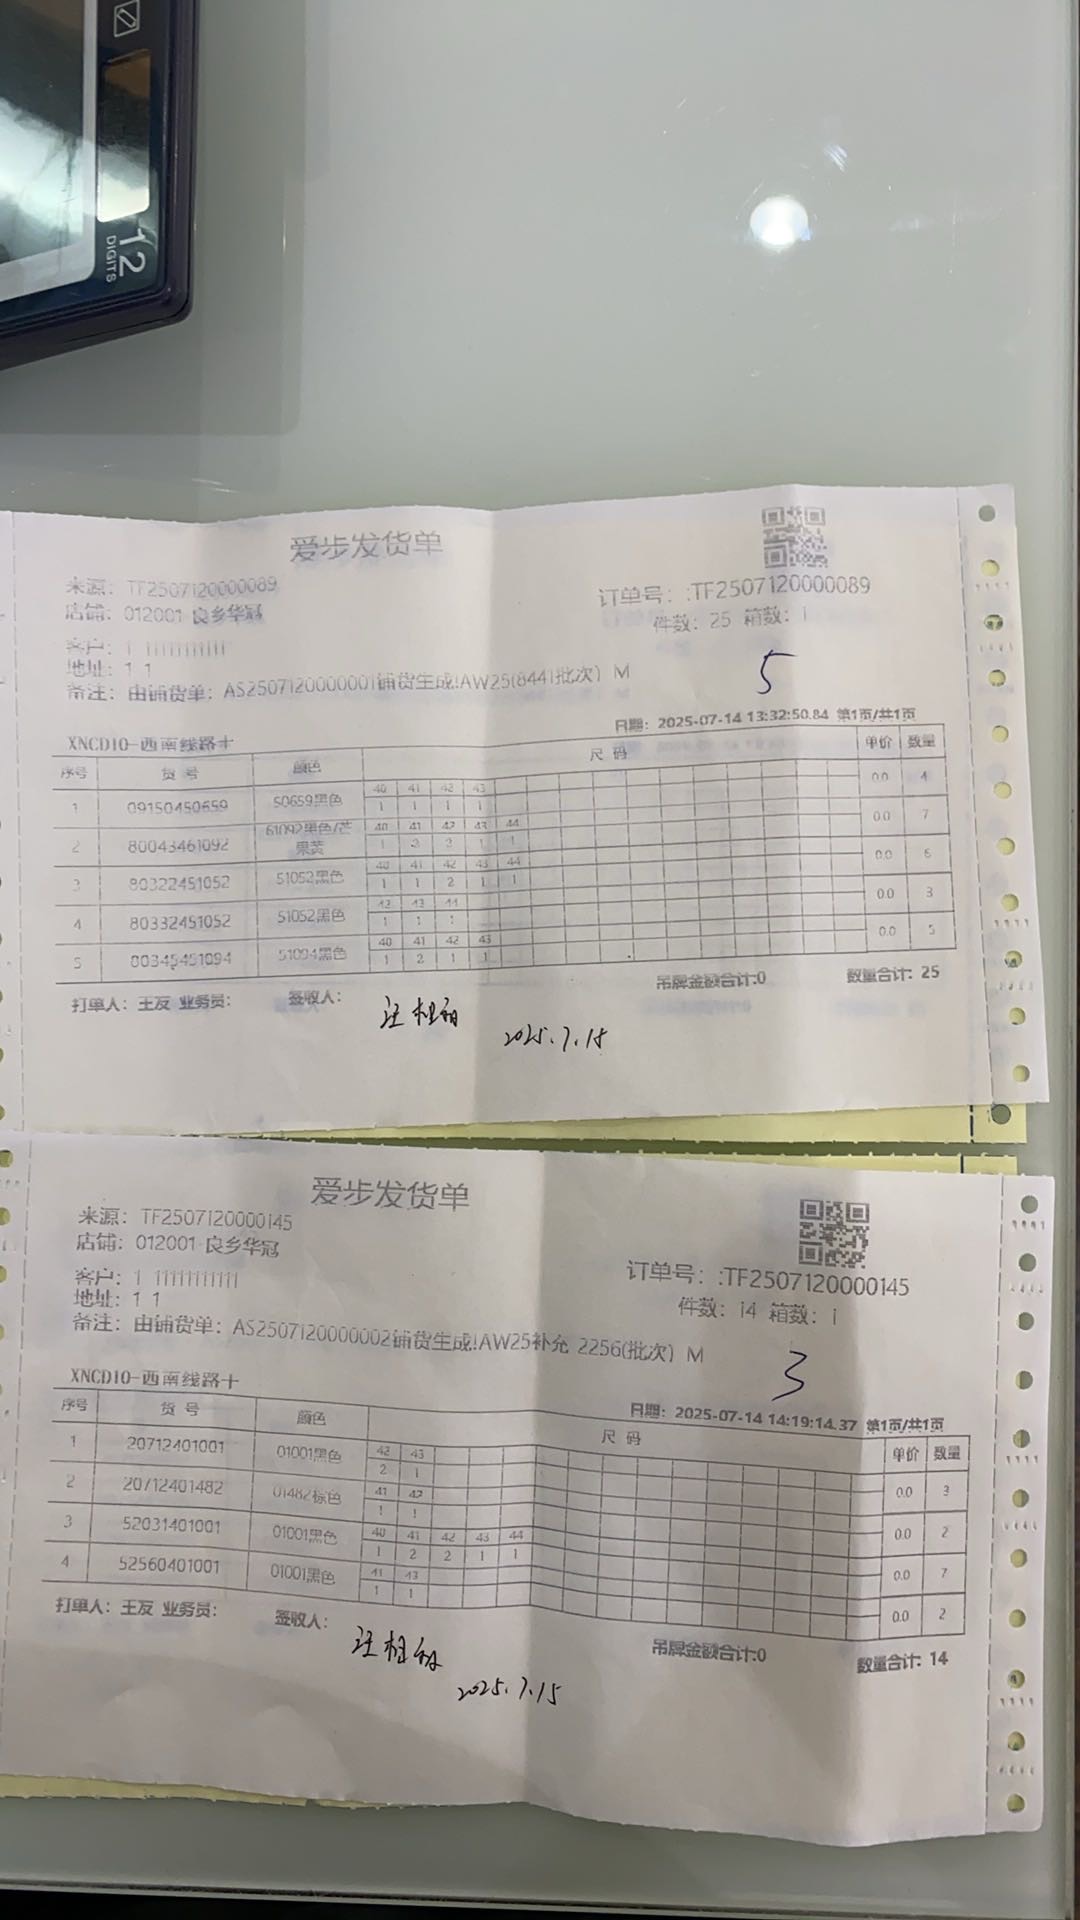 12
DIGITS
爱步发货单
来源: TF2507120000089
订单号: :TF2507120000089
店铺: 012001 良乡华冠
件数: 25 箱数: 1
客户: 1 11111111111
地址: 1 1
备注: 由铺货单: AS2507120000001铺货生成!AW25(8441批次) M
5
日期: 2025-07-14 13:32:50.84 第1页/共1页
XNCD10-西南线路十
序号 货 号 颜色 尺 码 单价 数量
40 41 42 43
1 09150450659 50659黑色 1 1 1 1 0.0 4
40 41 42 43 44
2 80043461092 61092黑色/芒果黄 1 2 2 1 1 0.0 7
40 41 42 43 44
3 80322451052 51052黑色 1 1 2 1 1 0.0 6
42 43 44
4 80332451052 51052黑色 1 1 1 0.0 3
40 41 42 43
5 80345451094 51094黑色 1 2 1 1 0.0 5
吊牌金额合计:0 数量合计: 25
打单人: 王友 业务员: 签收人:
2025.7.15
爱步发货单
来源: TF2507120000145
店铺: 012001 良乡华冠
订单号: :TF2507120000145
客户: 1 11111111111
件数: 14 箱数: 1
地址: 1 1
备注: 由铺货单: AS2507120000002铺货生成!AW25补充 2256(批次) M
3
XNCD10-西南线路十
日期: 2025-07-14 14:19:14.37 第1页/共1页
序号 货 号 颜色 尺 码 单价 数量
42 43
1 20712401001 01001黑色 2 1 0.0 3
41 42
2 20712401482 01482棕色 1 1 0.0 2
40 41 42 43 44
3 52031401001 01001黑色 1 2 2 1 1 0.0 7
41 43
4 52560401001 01001黑色 1 1 0.0 2
打单人: 王友 业务员: 签收人:
吊牌金额合计:0 数量合计: 14
2025.7.15